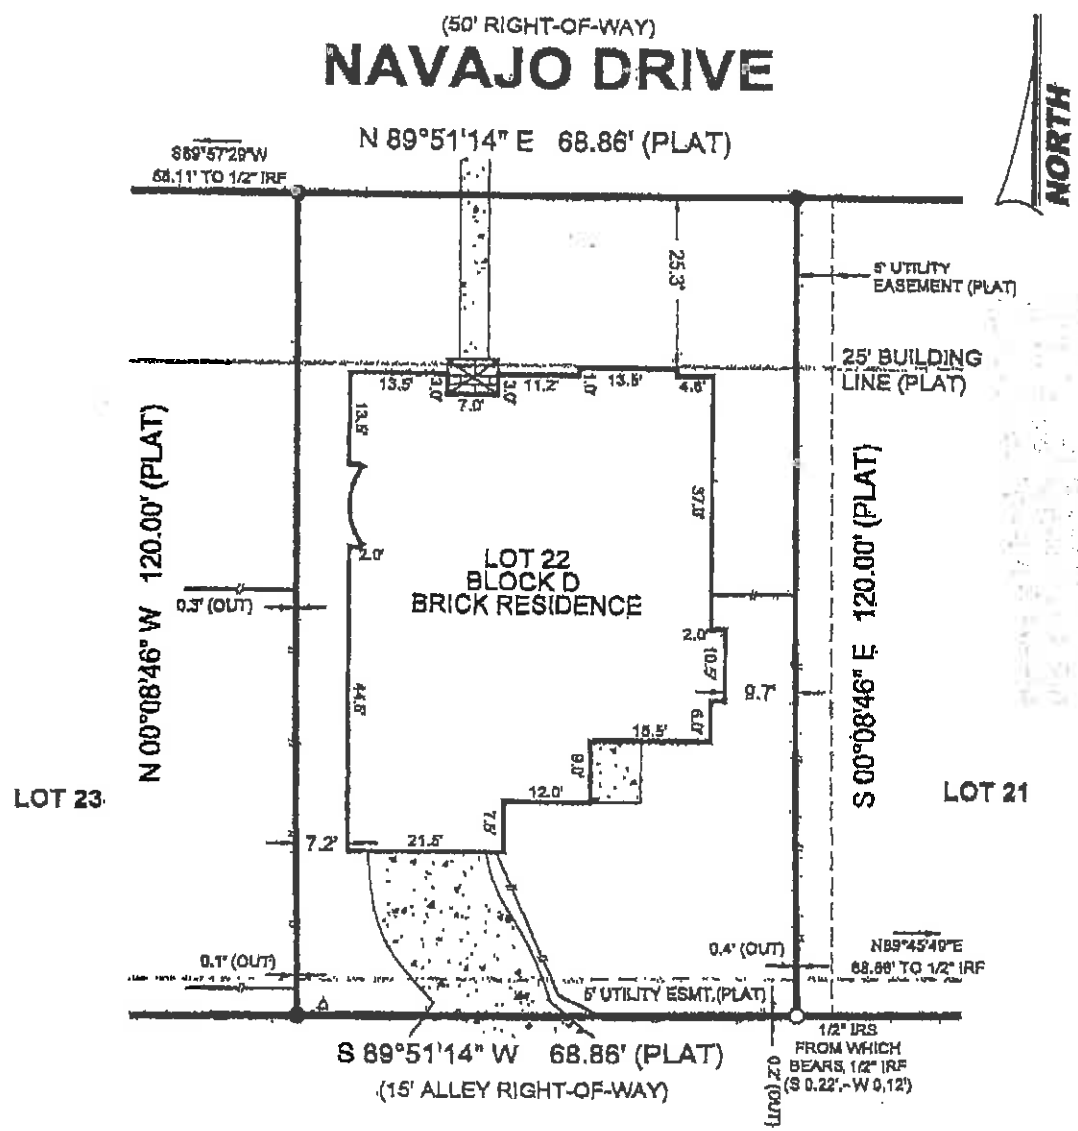 (50' RIGHT-OF-WAY)
NAVAJO DRIVE
N 89°51'14" E 68.86' (PLAT)
S89°57'29"W
68.11' TO 1/2" IRF
NORTH
25.3'
5' UTILITY
EASEMENT (PLAT)
25' BUILDING
LINE (PLAT)
13.5'
3.0'
7.0'
3.0'
11.2'
1.0'
13.5'
4.8'
13.8'
2.0'
37.8'
LOT 22
BLOCK D
BRICK RESIDENCE
N 00°08'46" W 120.00' (PLAT)
S 00°08'46" E 120.00' (PLAT)
0.3' (OUT)
2.0'
10.5'
9.7'
6.0'
15.5'
9.0'
12.0'
7.5'
44.8'
LOT 23
LOT 21
7.2'
21.5'
0.1' (OUT)
0.4' (OUT)
N89°45'49"E
68.86' TO 1/2" IRF
5' UTILITY ESMT.(PLAT)
S 89°51'14" W 68.86' (PLAT)
(15' ALLEY RIGHT-OF-WAY)
0.2' (OUT)
1/2" IRS
FROM WHICH
BEARS, 1/2" IRF
(S 0.22',~ W 0.12')